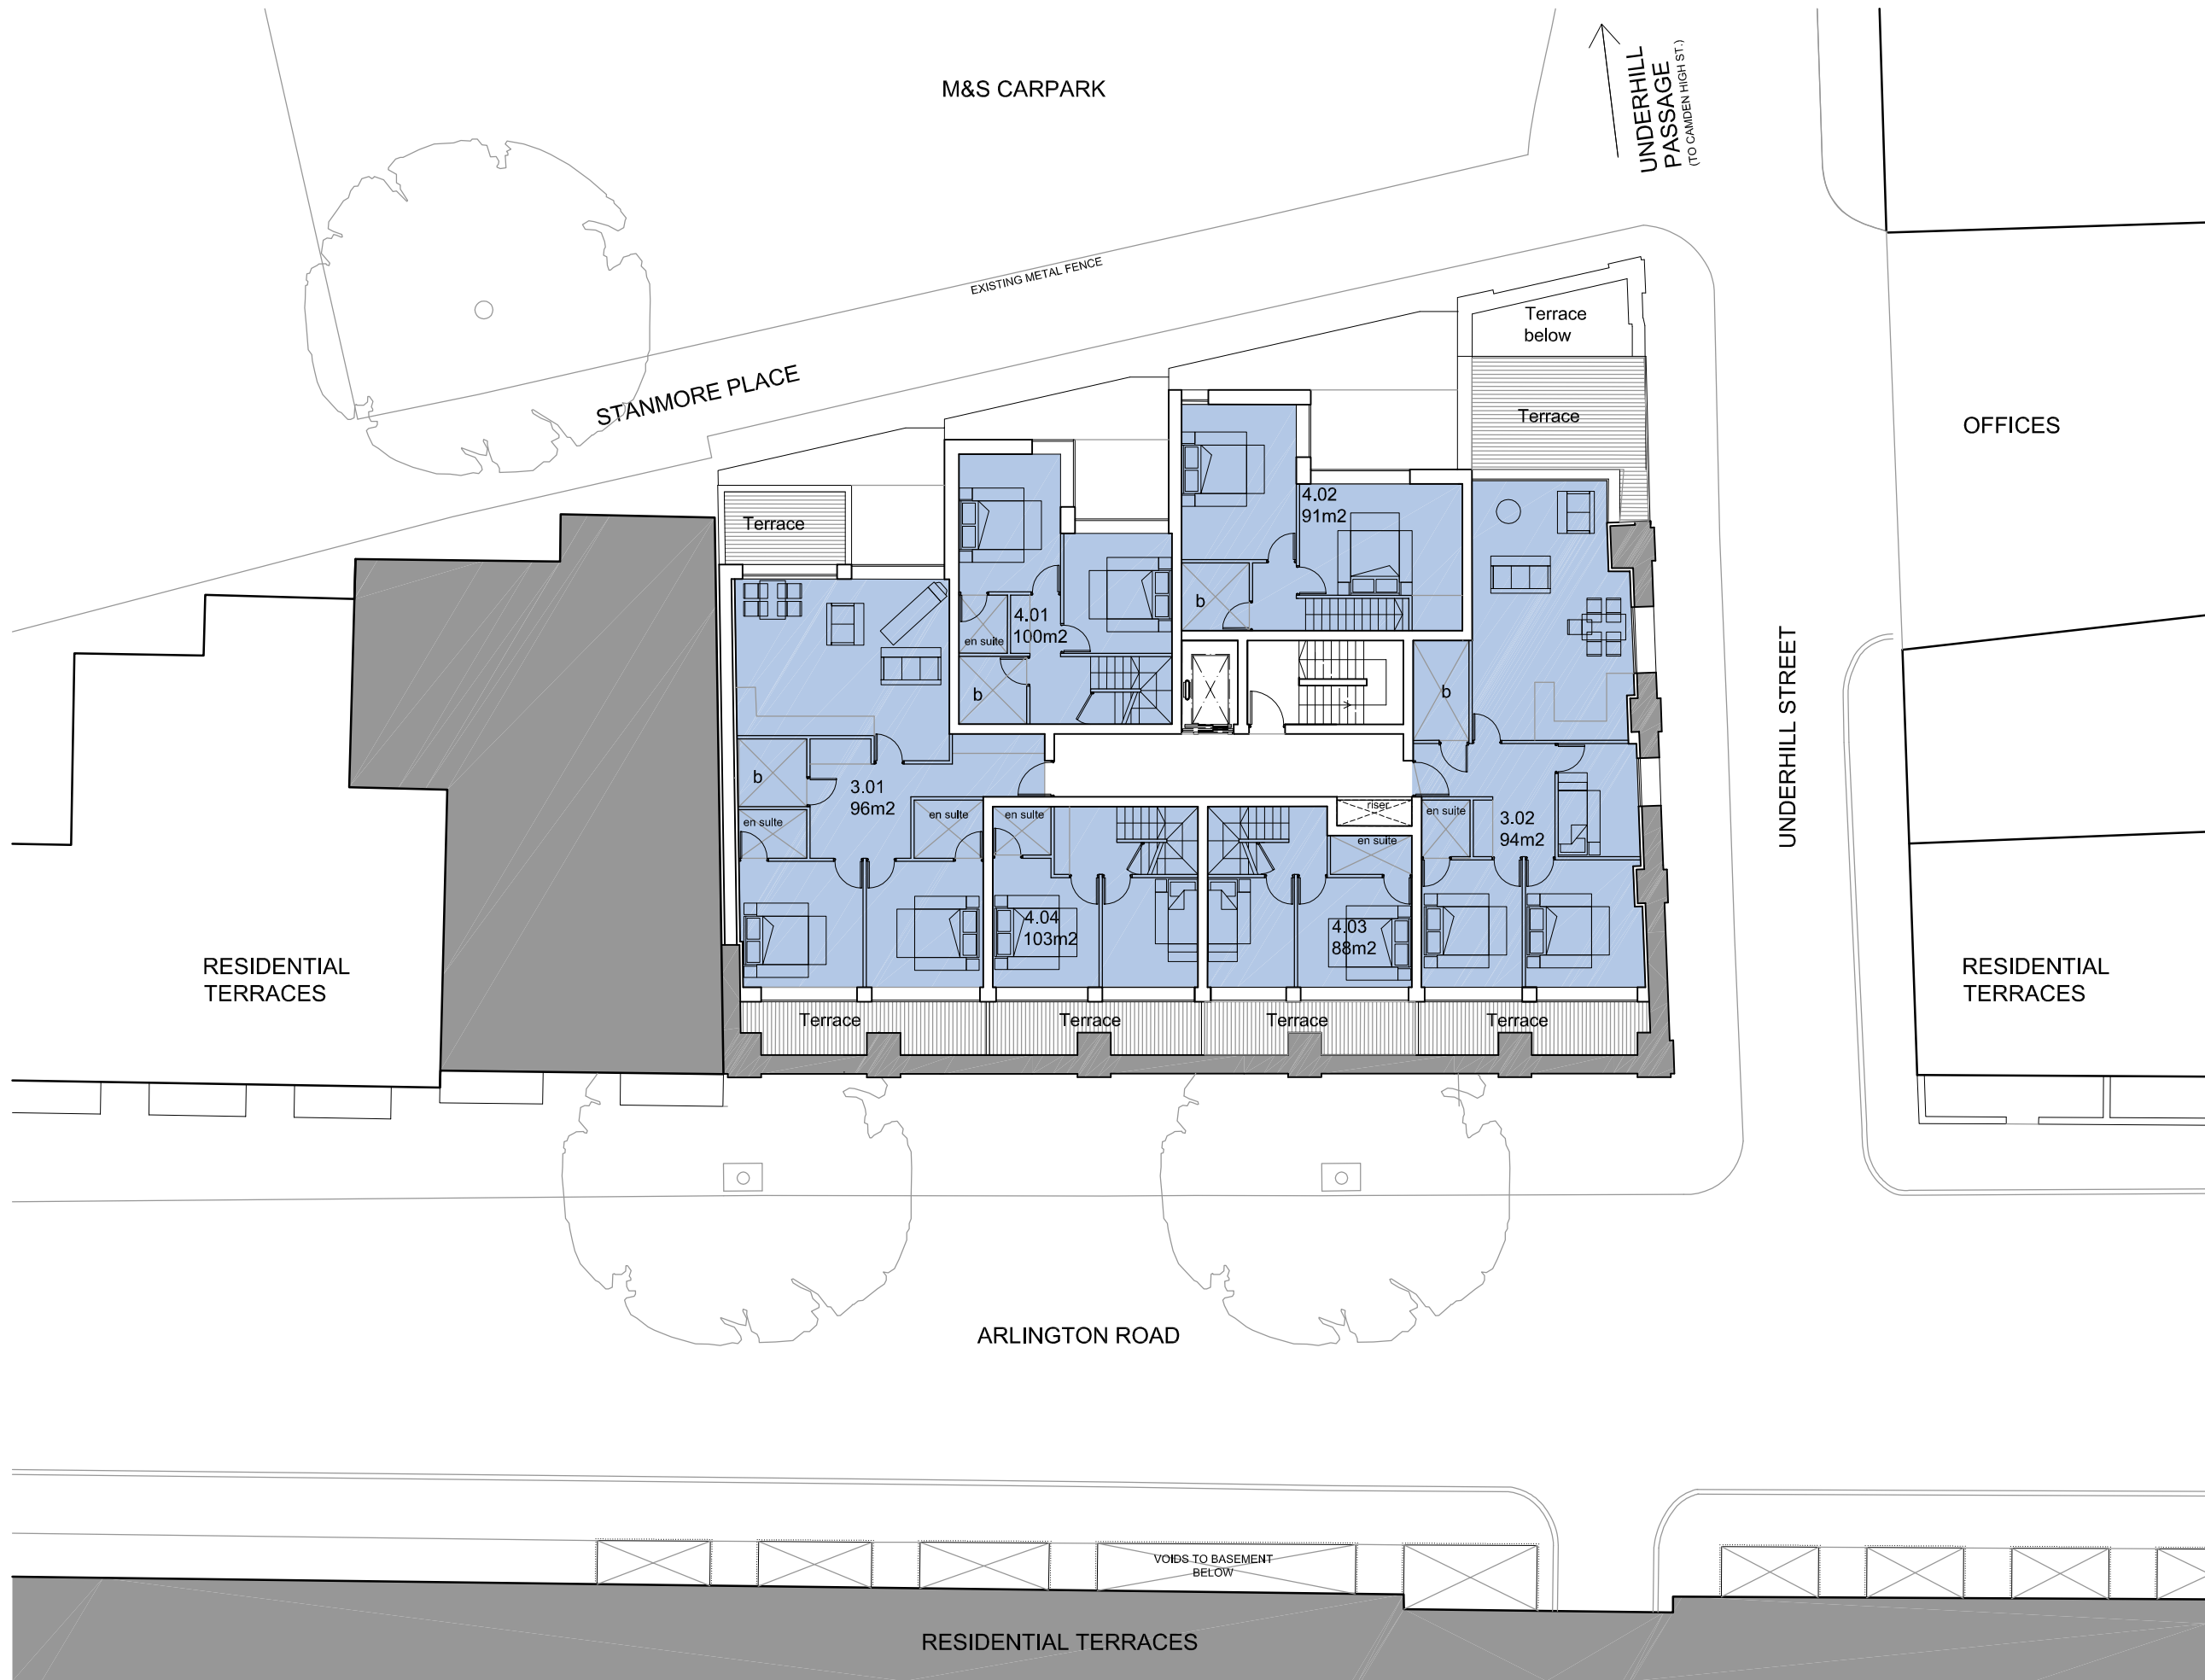 M&S CARPARK
UNDERHILL
PASSAGE
(TO CAMDEN HIGH ST.)
EXISTING METAL FENCE
Terrace
below
STANMORE PLACE
Terrace
OFFICES
Terrace
4.02
91m2
b
4.01
100m2
en suite
b
b
UNDERHILL STREET
b
3.01
96m2
en suite
en suite
en suite
riser
en suite
en suite
3.02
94m2
4.04
103m2
4.03
88m2
RESIDENTIAL
TERRACES
RESIDENTIAL
TERRACES
Terrace
Terrace
Terrace
Terrace
ARLINGTON ROAD
VOIDS TO BASEMENT
BELOW
RESIDENTIAL TERRACES